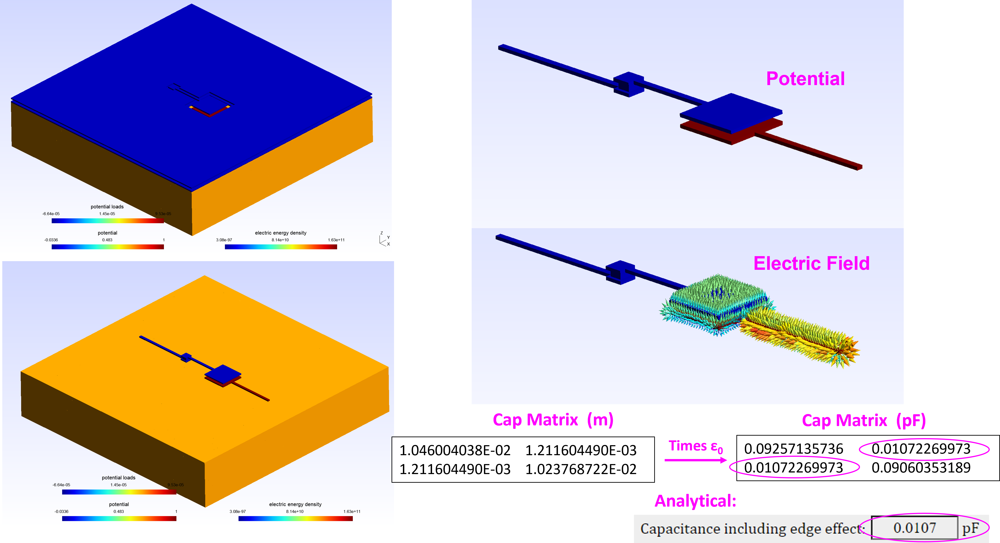 potential loads
-6.64e-05 1.45e-05 9.53e-05
potential
-0.0336 0.483 1
electric energy density
3.08e-97 8.14e+10 1.63e+11
Z
Y
X
Potential
Electric Field
potential loads
-6.64e-05 1.45e-05 9.53e-05
potential
-0.0336 0.483 1
electric energy density
3.08e-97 8.14e+10 1.63e+11
Cap Matrix (m)
1.046004038E-02 1.211604490E-03
1.211604490E-03 1.023768722E-02
Times ε₀
Cap Matrix (pF)
0.09257135736 0.01072269973
0.01072269973 0.09060353189
Analytical:
Capacitance including edge effect: 0.0107 pF